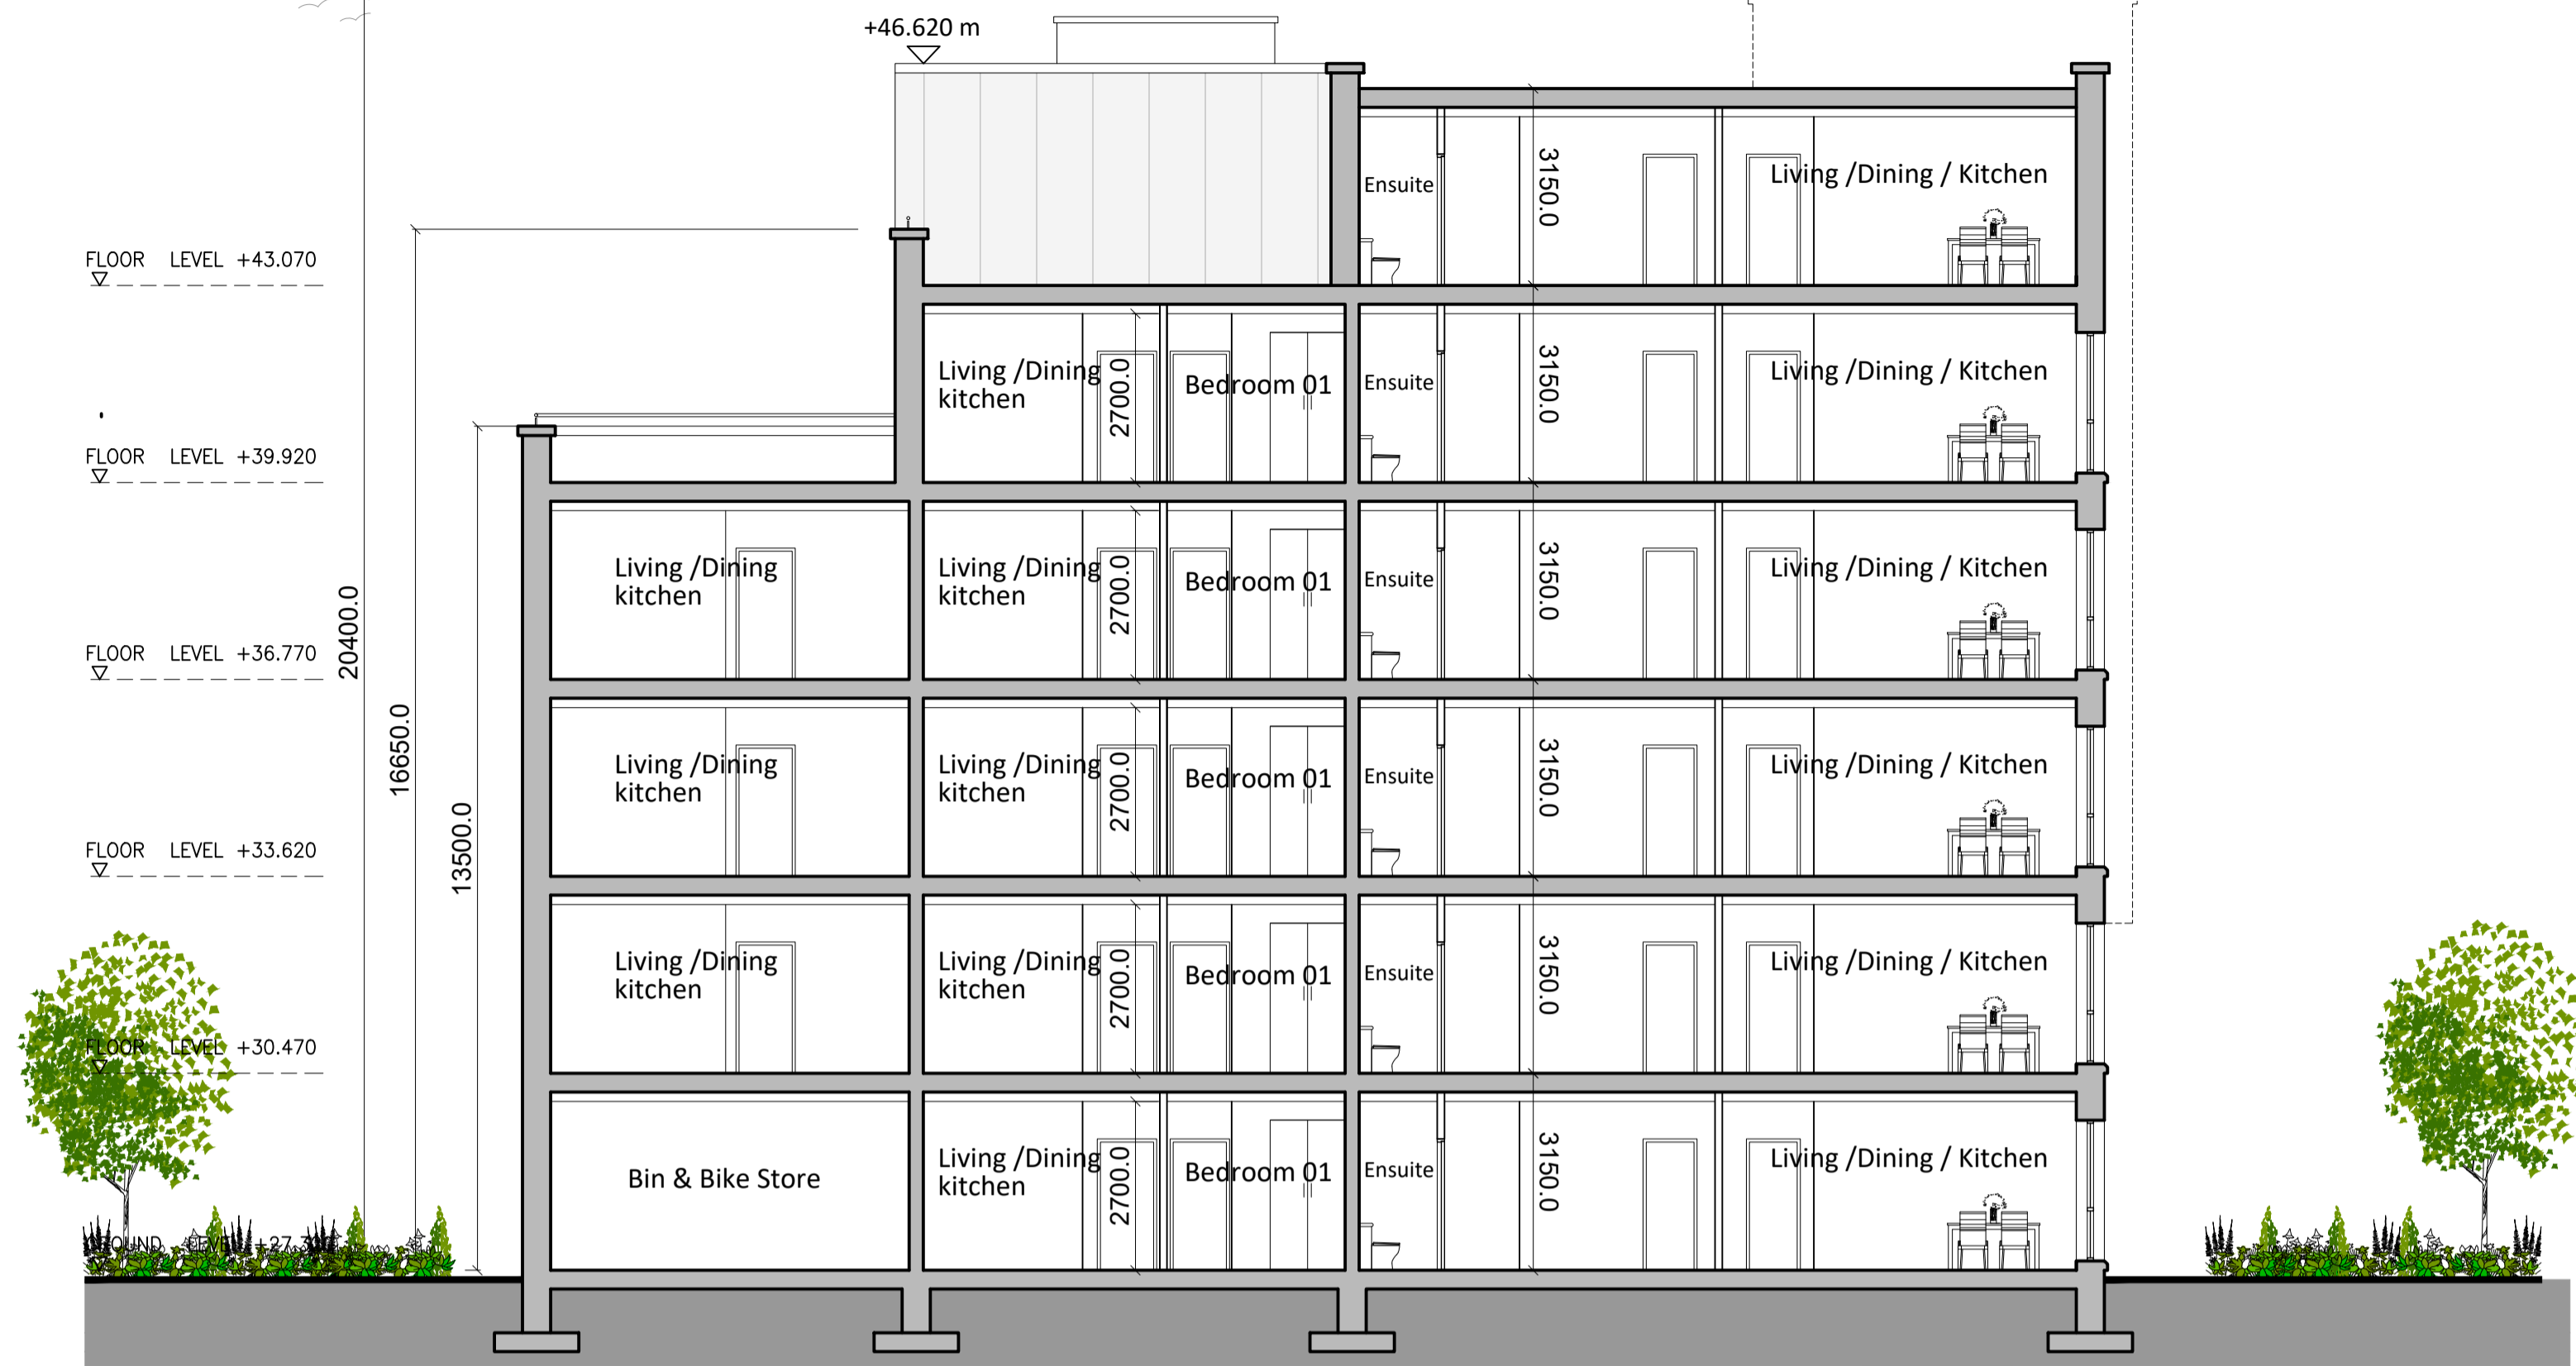 +46.620 m
Ensuite
3150.0
Living /Dining / Kitchen
FLOOR LEVEL +43.070
Living /Dining
kitchen
2700.0
Bedroom 01
Ensuite
3150.0
Living /Dining / Kitchen
FLOOR LEVEL +39.920
Living /Dining
kitchen
Living /Dining
kitchen
2700.0
Bedroom 01
Ensuite
3150.0
Living /Dining / Kitchen
20400.0
FLOOR LEVEL +36.770
16650.0
Living /Dining
kitchen
Living /Dining
kitchen
2700.0
Bedroom 01
Ensuite
3150.0
Living /Dining / Kitchen
13500.0
FLOOR LEVEL +33.620
Living /Dining
kitchen
Living /Dining
kitchen
2700.0
Bedroom 01
Ensuite
3150.0
Living /Dining / Kitchen
FLOOR LEVEL +30.470
Bin & Bike Store
Living /Dining
kitchen
2700.0
Bedroom 01
Ensuite
3150.0
Living /Dining / Kitchen